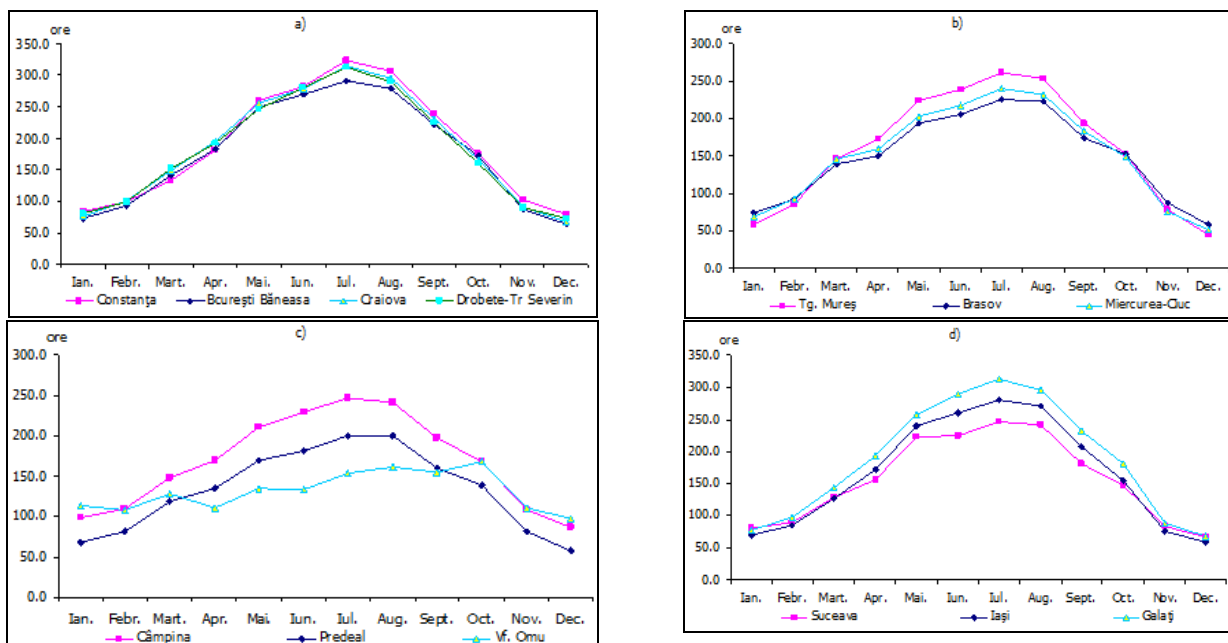 a)
ore
350.0
300.0
250.0
200.0
150.0
100.0
50.0
0.0
Ian. Febr. Mart. Apr. Mai. Iun. Iul. Aug. Sept. Oct. Nov. Dec.
Constanţa Bcureşti Băneasa Craiova Drobete-Tr Severin
b)
ore
300.0
250.0
200.0
150.0
100.0
50.0
0.0
Ian. Febr. Mart. Apr. Mai. Iun. Iul. Aug. Sept. Oct. Nov. Dec.
Tg. Mureş Brasov Miercurea-Ciuc
c)
ore
300.0
250.0
200.0
150.0
100.0
50.0
0.0
Ian. Febr. Mart. Apr. Mai. Iun. Iul. Aug. Sept. Oct. Nov. Dec.
Câmpina Predeal Vf. Omu
d)
ore
350.0
300.0
250.0
200.0
150.0
100.0
50.0
0.0
Ian. Febr. Mart. Apr. Mai. Iun. Iul. Aug. Sept. Oct. Nov. Dec.
Suceava Iaşi Galaţi